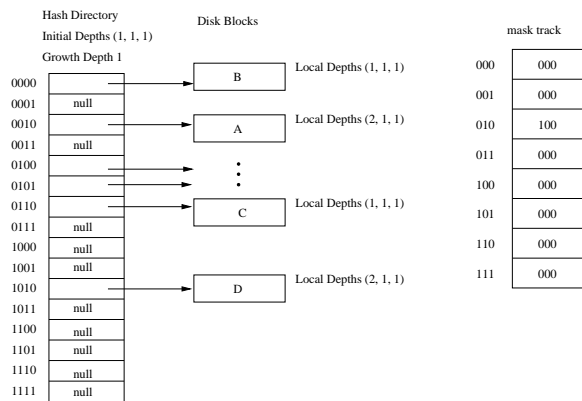 Hash Directory
Initial Depths (1, 1, 1)
Growth Depth 1
Disk Blocks
mask track
0000
B
Local Depths (1, 1, 1)
0001 null
0010
A
Local Depths (2, 1, 1)
0011 null
0100
0101
0110
C
Local Depths (1, 1, 1)
0111 null
1000 null
1001 null
1010
D
Local Depths (2, 1, 1)
1011 null
1100 null
1101 null
1110 null
1111 null
000 000
001 000
010 100
011 000
100 000
101 000
110 000
111 000